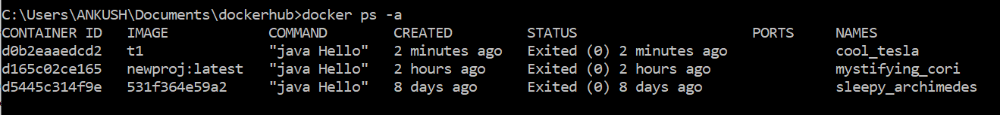 C:\Users\ANKUSH\Documents\dockerhub>docker ps -a
CONTAINER ID   IMAGE            COMMAND        CREATED         STATUS                     PORTS     NAMES
d0b2eaaedcd2   t1               "java Hello"   2 minutes ago   Exited (0) 2 minutes ago             cool_tesla
d165c02ce165   newproj:latest   "java Hello"   2 hours ago     Exited (0) 2 hours ago               mystifying_cori
d5445c314f9e   531f364e59a2     "java Hello"   8 days ago      Exited (0) 8 days ago                sleepy_archimedes